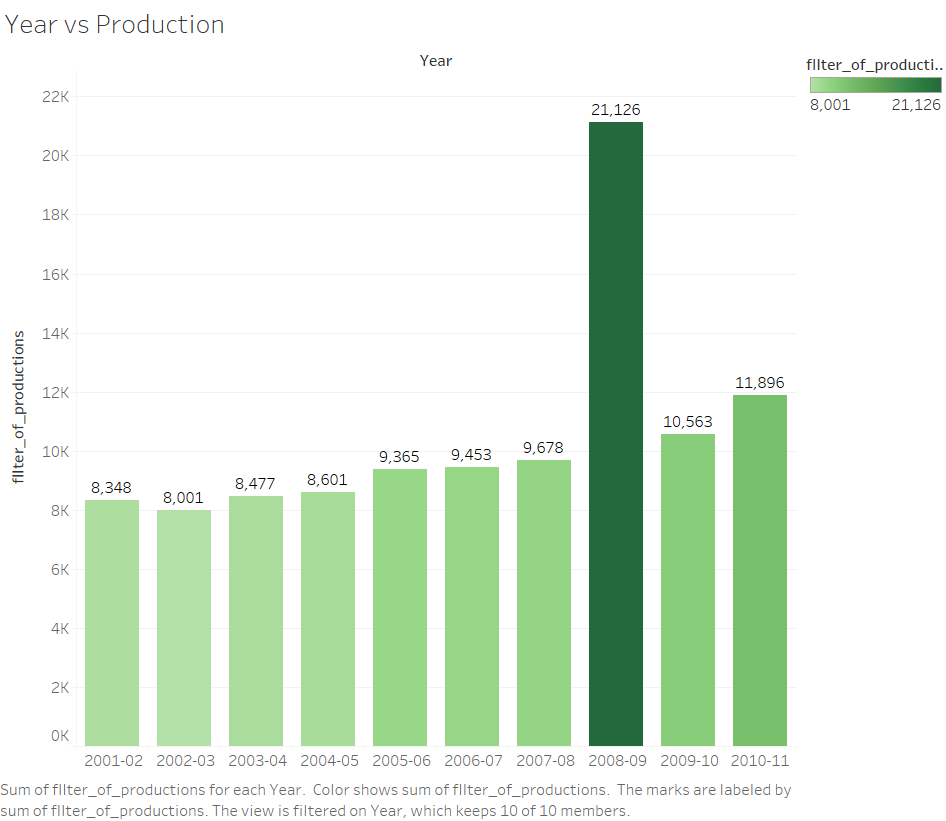 Year vs Production
Year
fIlter_of_producti..
8,001 21,126
22K
20K
18K
16K
14K
12K
10K
8K
6K
4K
2K
0K
fIlter_of_productions
8,348
8,001
8,477
8,601
9,365
9,453
9,678
21,126
10,563
11,896
2001-02 2002-03 2003-04 2004-05 2005-06 2006-07 2007-08 2008-09 2009-10 2010-11
Sum of fIlter_of_productions for each Year.  Color shows sum of fIlter_of_productions.  The marks are labeled by
sum of fIlter_of_productions. The view is filtered on Year, which keeps 10 of 10 members.